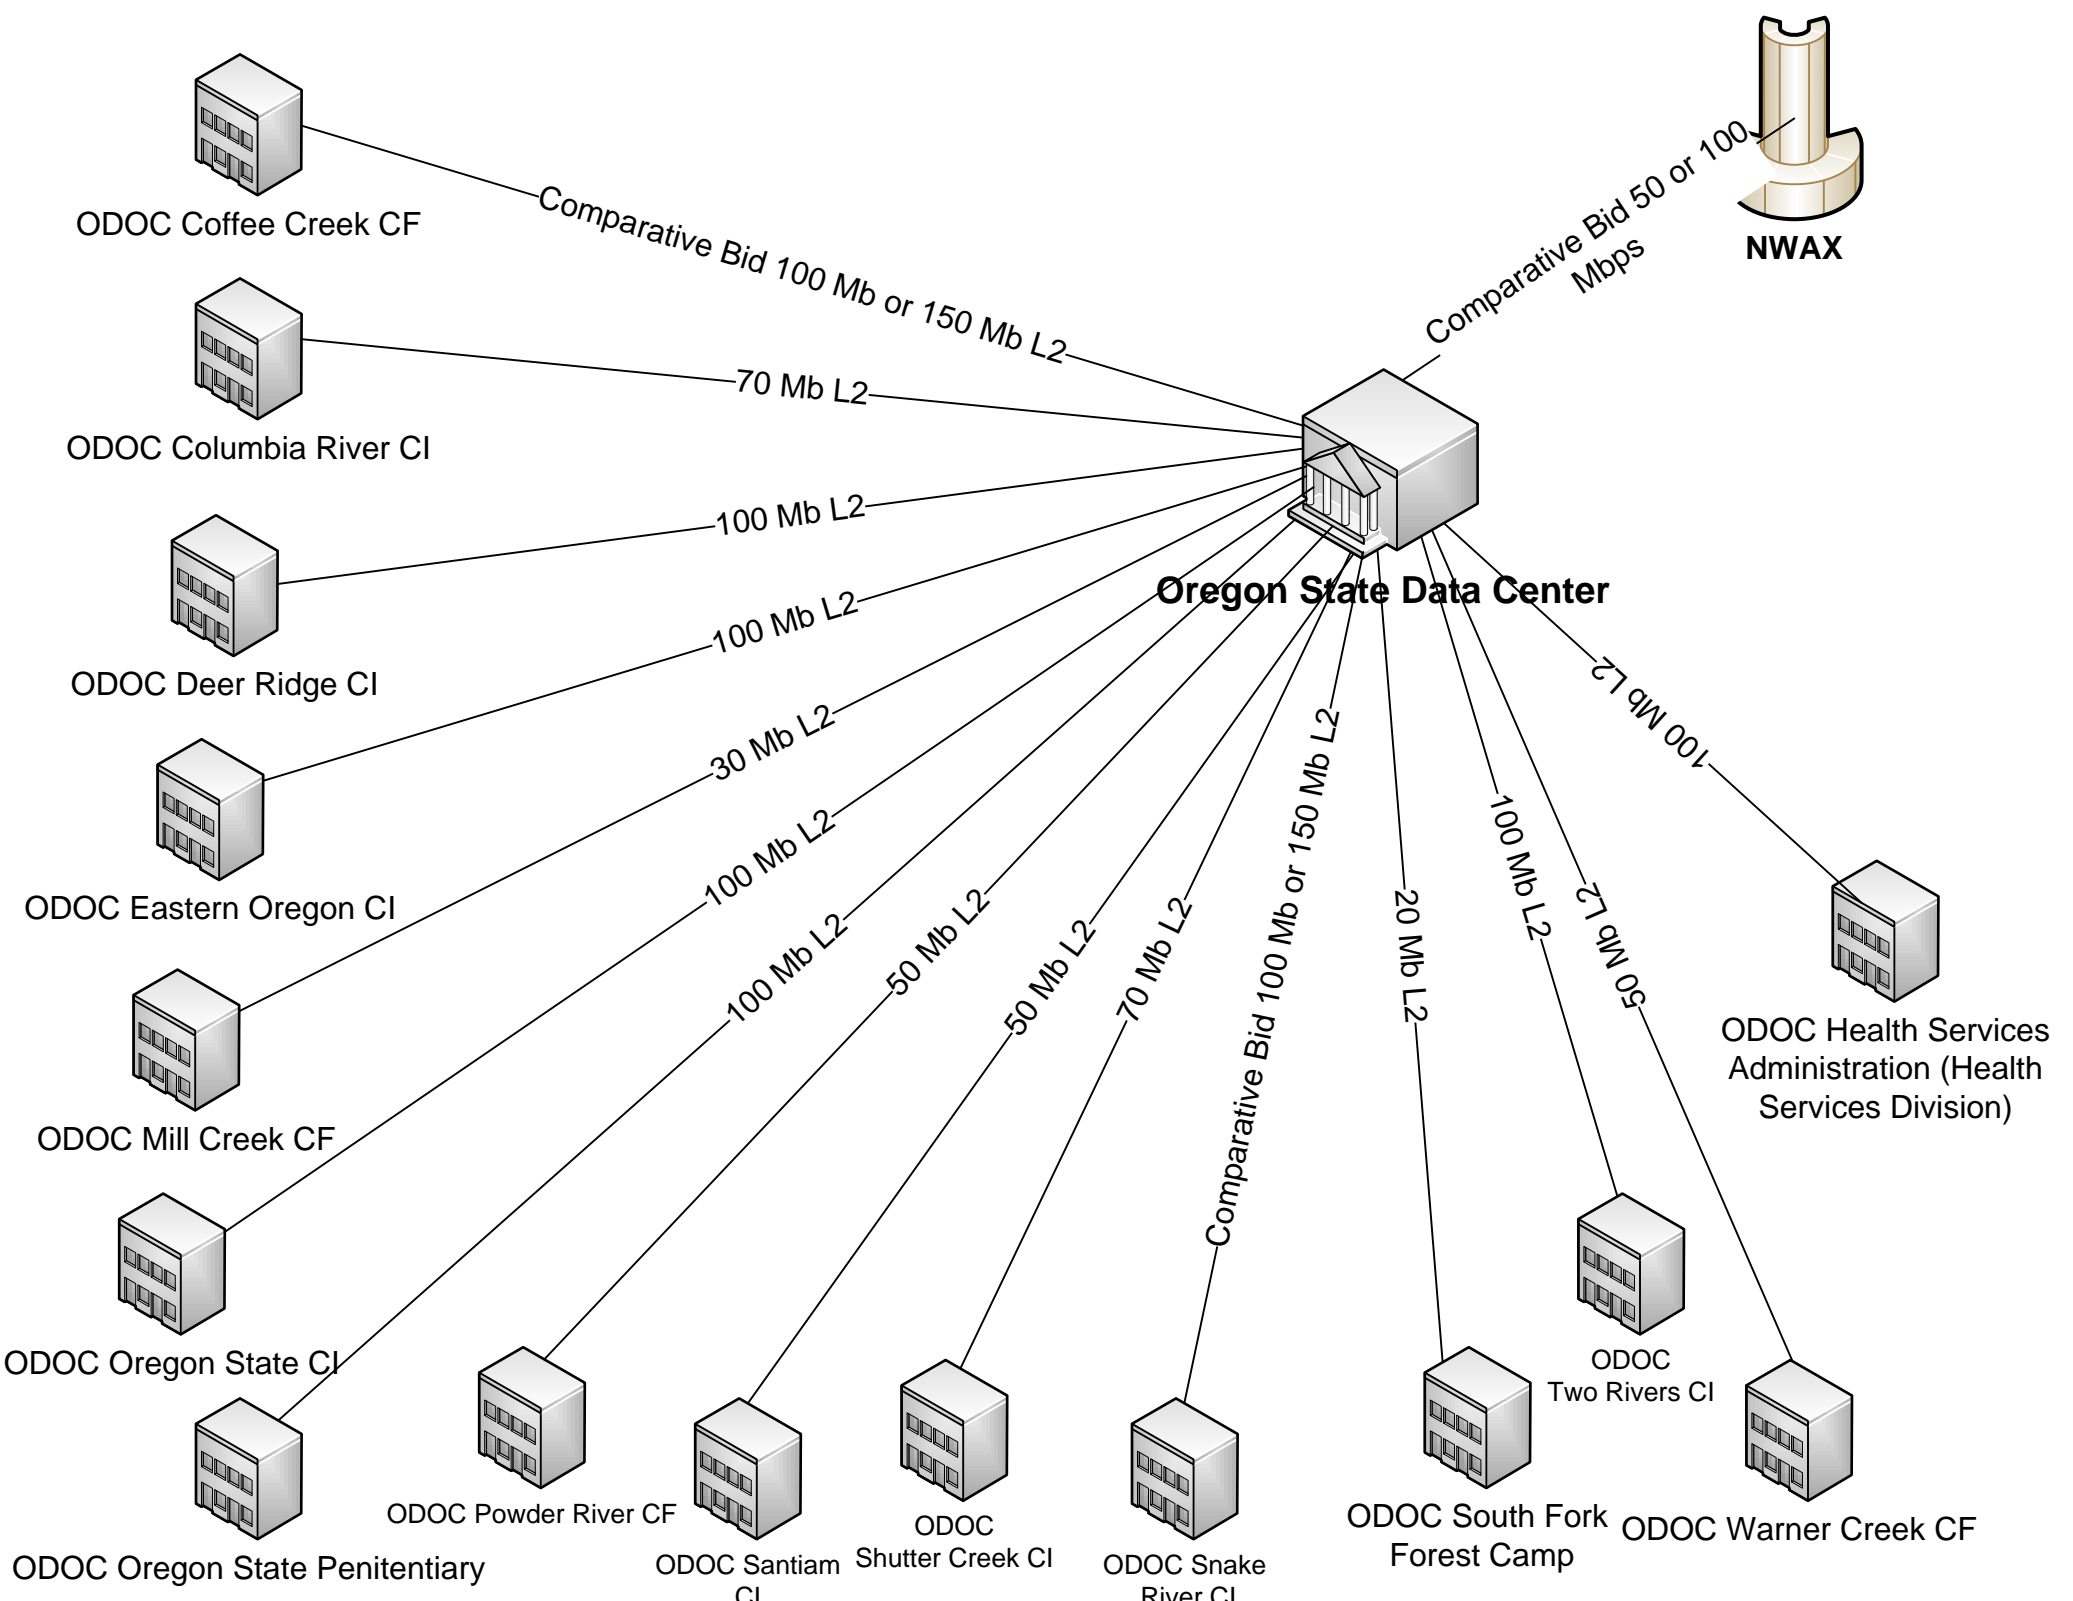 ODOC Coffee Creek CF
Comparative Bid 100 Mb or 150 Mb L2
Comparative Bid 50 or 100
Mbps
NWAX
ODOC Columbia River CI
70 Mb L2
ODOC Deer Ridge CI
100 Mb L2
Oregon State Data Center
ODOC Eastern Oregon CI
100 Mb L2
ODOC Mill Creek CF
30 Mb L2
ODOC Oregon State CI
100 Mb L2
ODOC Oregon State Penitentiary
100 Mb L2
ODOC Powder River CF
50 Mb L2
ODOC Santiam
CI
50 Mb L2
ODOC
Shutter Creek CI
70 Mb L2
ODOC Snake
River CI
Comparative Bid 100 Mb or 150 Mb L2
ODOC South Fork
Forest Camp
20 Mb L2
ODOC
Two Rivers CI
100 Mb L2
ODOC Warner Creek CF
50 Mb L2
ODOC Health Services
Administration (Health
Services Division)
100 Mb L2